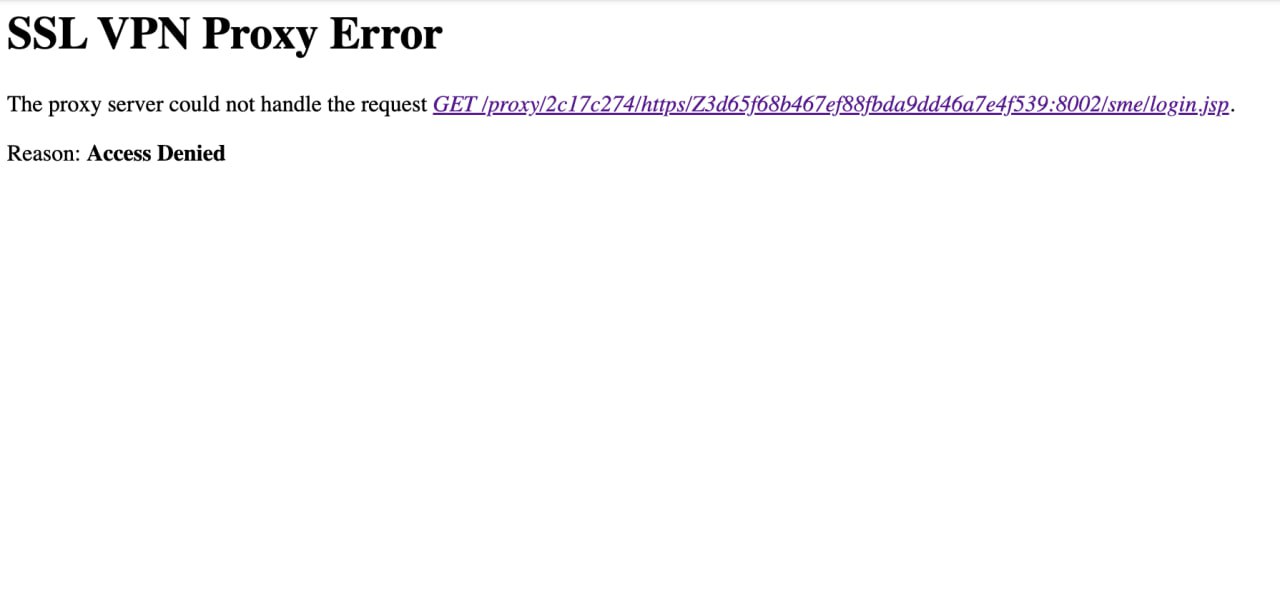 SSL VPN Proxy Error
The proxy server could not handle the request GET /proxy/2c17c274/https/Z3d65f68b467ef88fbda9dd46a7e4f539:8002/sme/login.jsp.
Reason: Access Denied